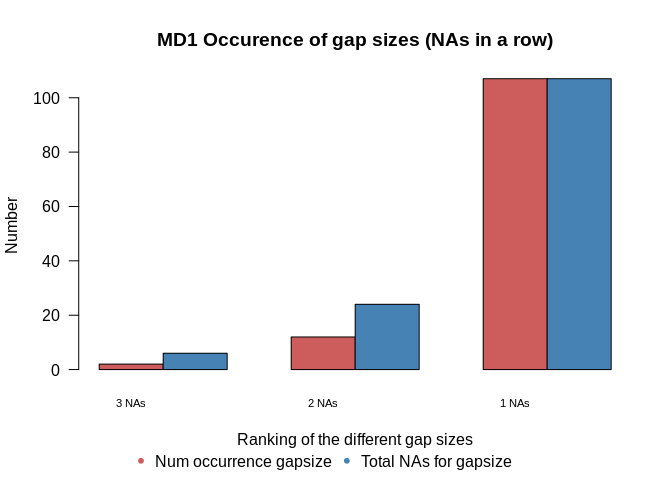 MD1 Occurence of gap sizes (NAs in a row)
100
80
60
40
20
0
Number
3 NAs 2 NAs 1 NAs
Ranking of the different gap sizes
Num occurrence gapsize Total NAs for gapsize